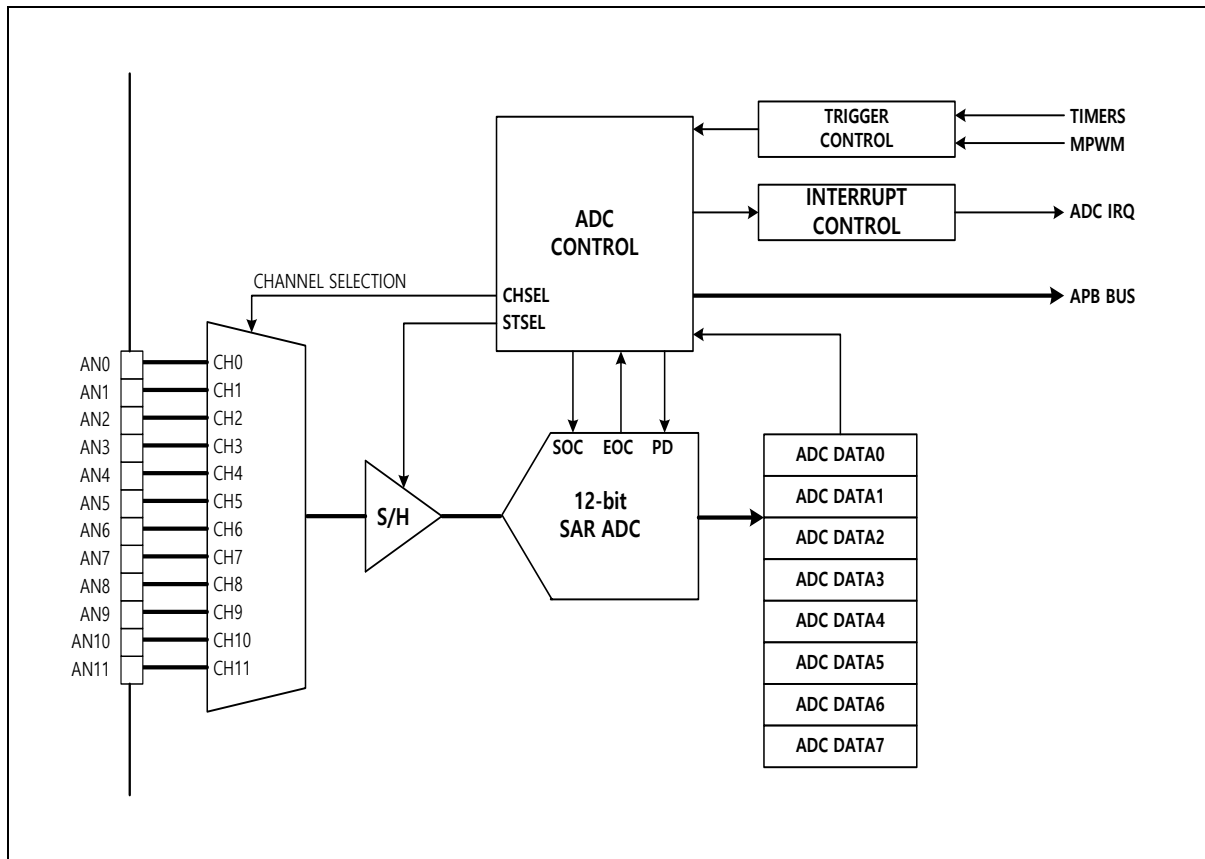 TRIGGER
CONTROL
TIMERS
MPWM
INTERRUPT
CONTROL
ADC IRQ
ADC
CONTROL
CHANNEL SELECTION
CHSEL
STSEL
APB BUS
AN0
AN1
AN2
AN3
AN4
AN5
AN6
AN7
AN8
AN9
AN10
AN11
CH0
CH1
CH2
CH3
CH4
CH5
CH6
CH7
CH8
CH9
CH10
CH11
S/H
SOC EOC PD
12-bit
SAR ADC
ADC DATA0
ADC DATA1
ADC DATA2
ADC DATA3
ADC DATA4
ADC DATA5
ADC DATA6
ADC DATA7